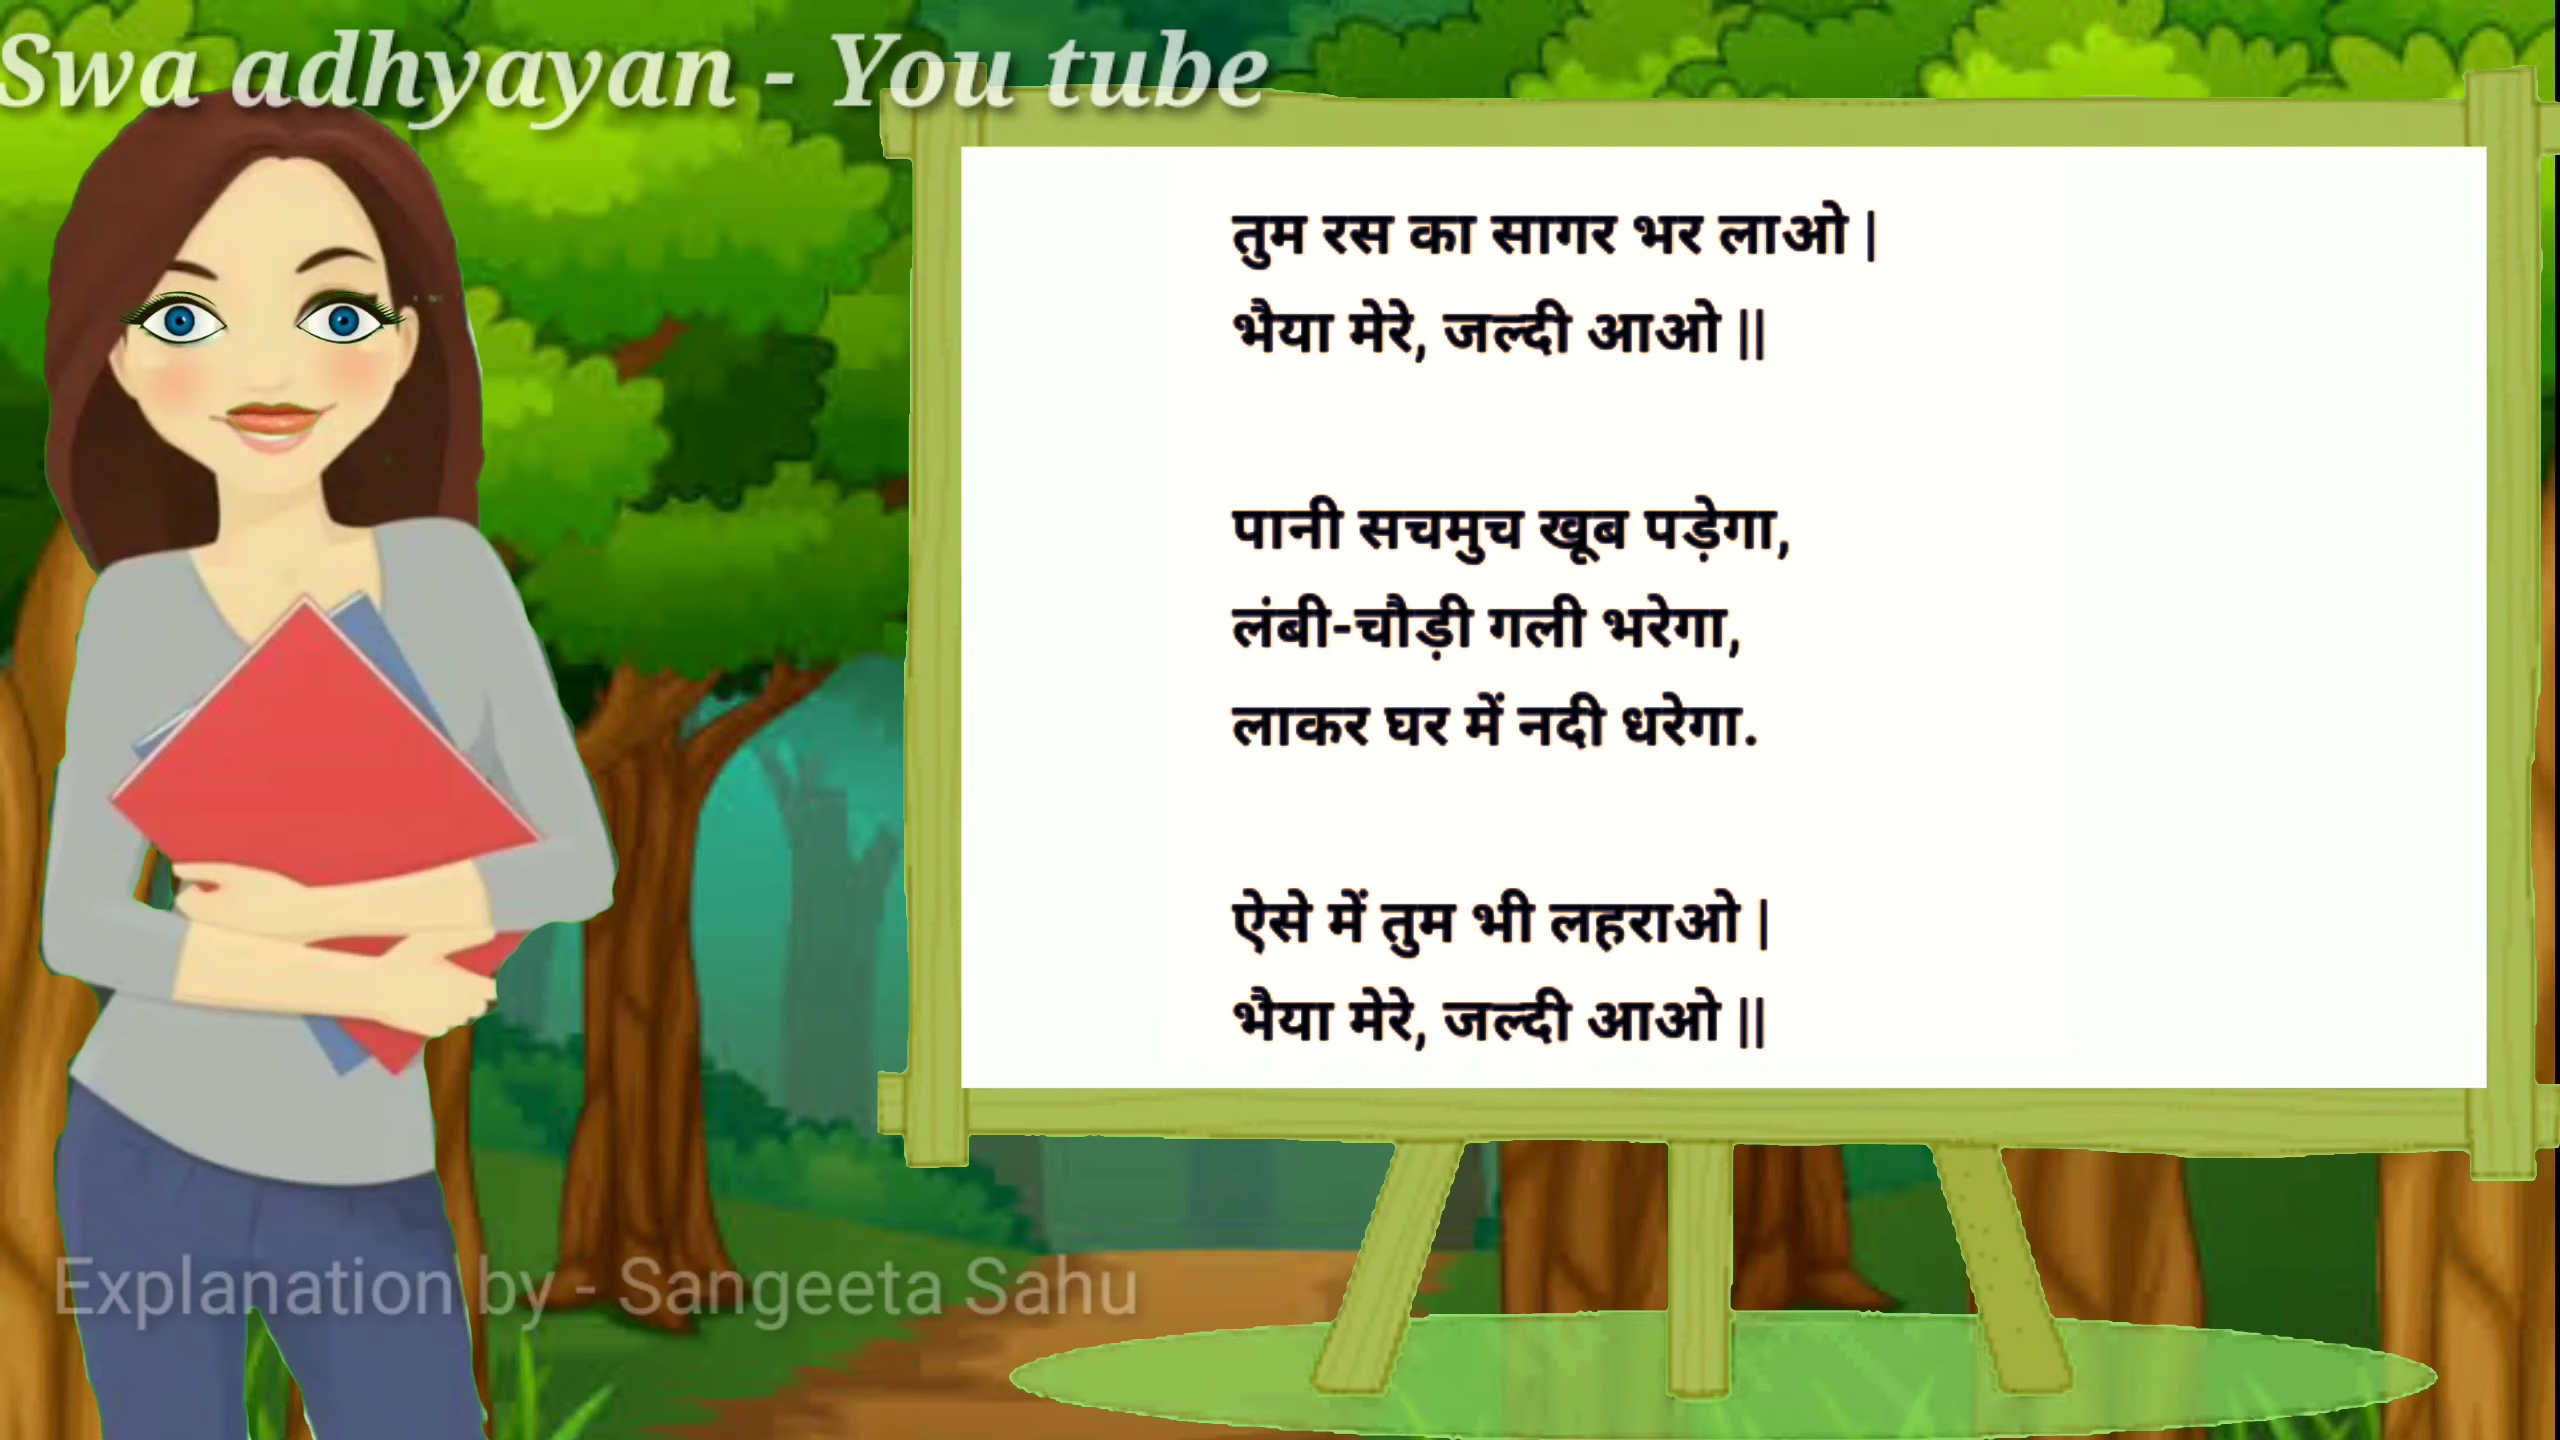 Swa adhyayan - You tube
तुम रस का सागर भर लाओ |
भैया मेरे, जल्दी आओ ||
पानी सचमुच खूब पड़ेगा,
लंबी-चौड़ी गली भरेगा,
लाकर घर में नदी धरेगा.
ऐसे में तुम भी लहराओ |
भैया मेरे, जल्दी आओ ||
Explanation by - Sangeeta Sahu